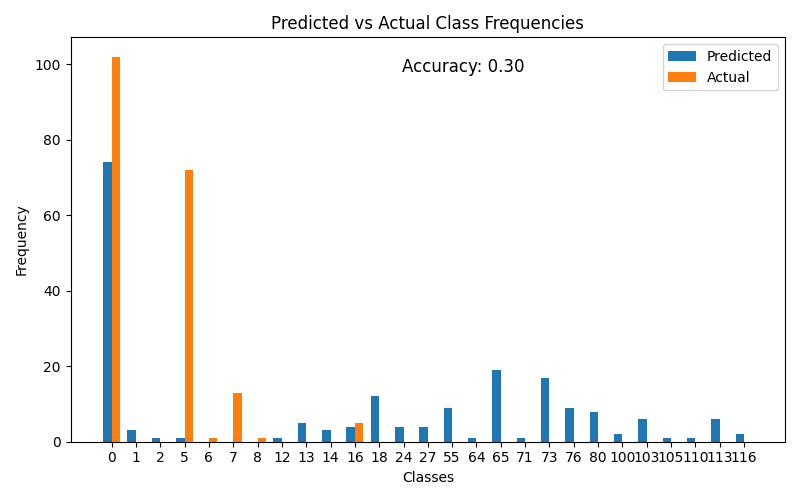 Predicted vs Actual Class Frequencies
Accuracy: 0.30
Predicted
Actual
Frequency
100
80
60
40
20
0
0 1 2 5 6 7 8 12 13 14 16 18 24 27 55 64 65 71 73 76 80 100 103 105 110 113 116
Classes